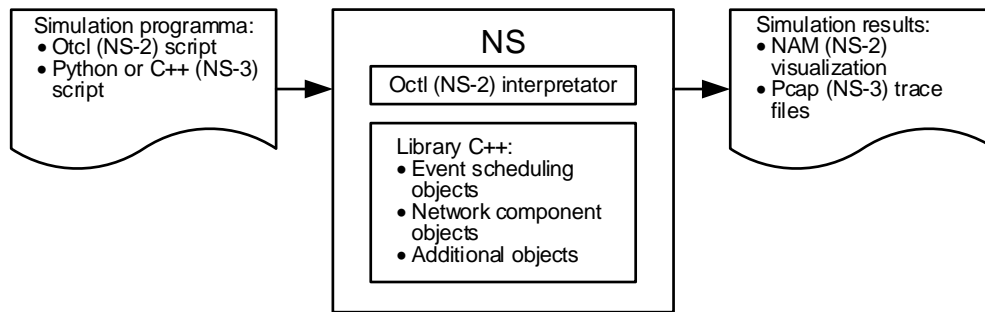 Simulation programma:
• Otcl (NS-2) script
• Python or C++ (NS-3)
script
NS
Octl (NS-2) interpretator
Library C++:
• Event scheduling
objects
• Network component
objects
• Additional objects
Simulation results:
• NAM (NS-2)
visualization
• Pcap (NS-3) trace
files